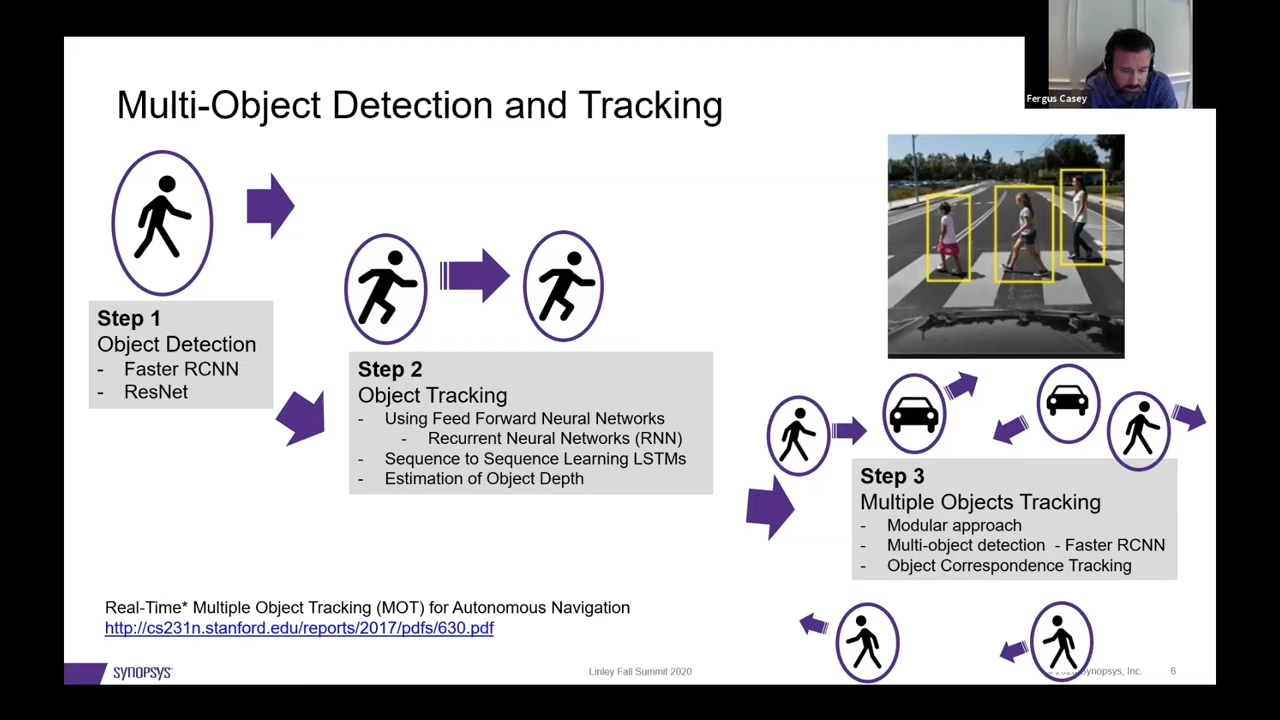 Fergus Casey
Multi-Object Detection and Tracking
Step 1
Object Detection
- Faster RCNN
- ResNet
Step 2
Object Tracking
- Using Feed Forward Neural Networks
- Recurrent Neural Networks (RNN)
- Sequence to Sequence Learning LSTMs
- Estimation of Object Depth
Step 3
Multiple Objects Tracking
- Modular approach
- Multi-object detection - Faster RCNN
- Object Correspondence Tracking
Real-Time* Multiple Object Tracking (MOT) for Autonomous Navigation
http://cs231n.stanford.edu/reports/2017/pdfs/630.pdf
SYNOPSYS
Linley Fall Summit 2020
Synopsys, Inc.
6